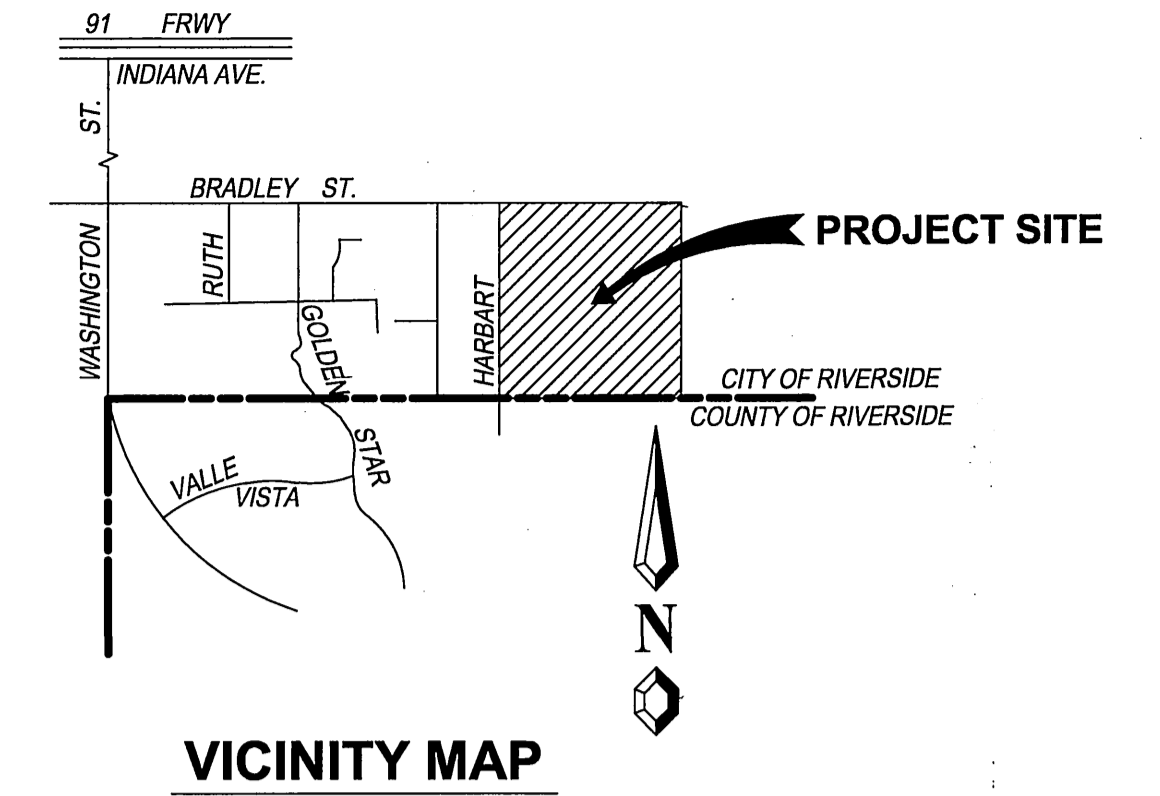 91 FRWY
INDIANA AVE.
ST.
BRADLEY ST.
WASHINGTON
RUTH
GOLDEN
HARBART
PROJECT SITE
CITY OF RIVERSIDE
COUNTY OF RIVERSIDE
STAR
VALLE
VISTA
N
VICINITY MAP